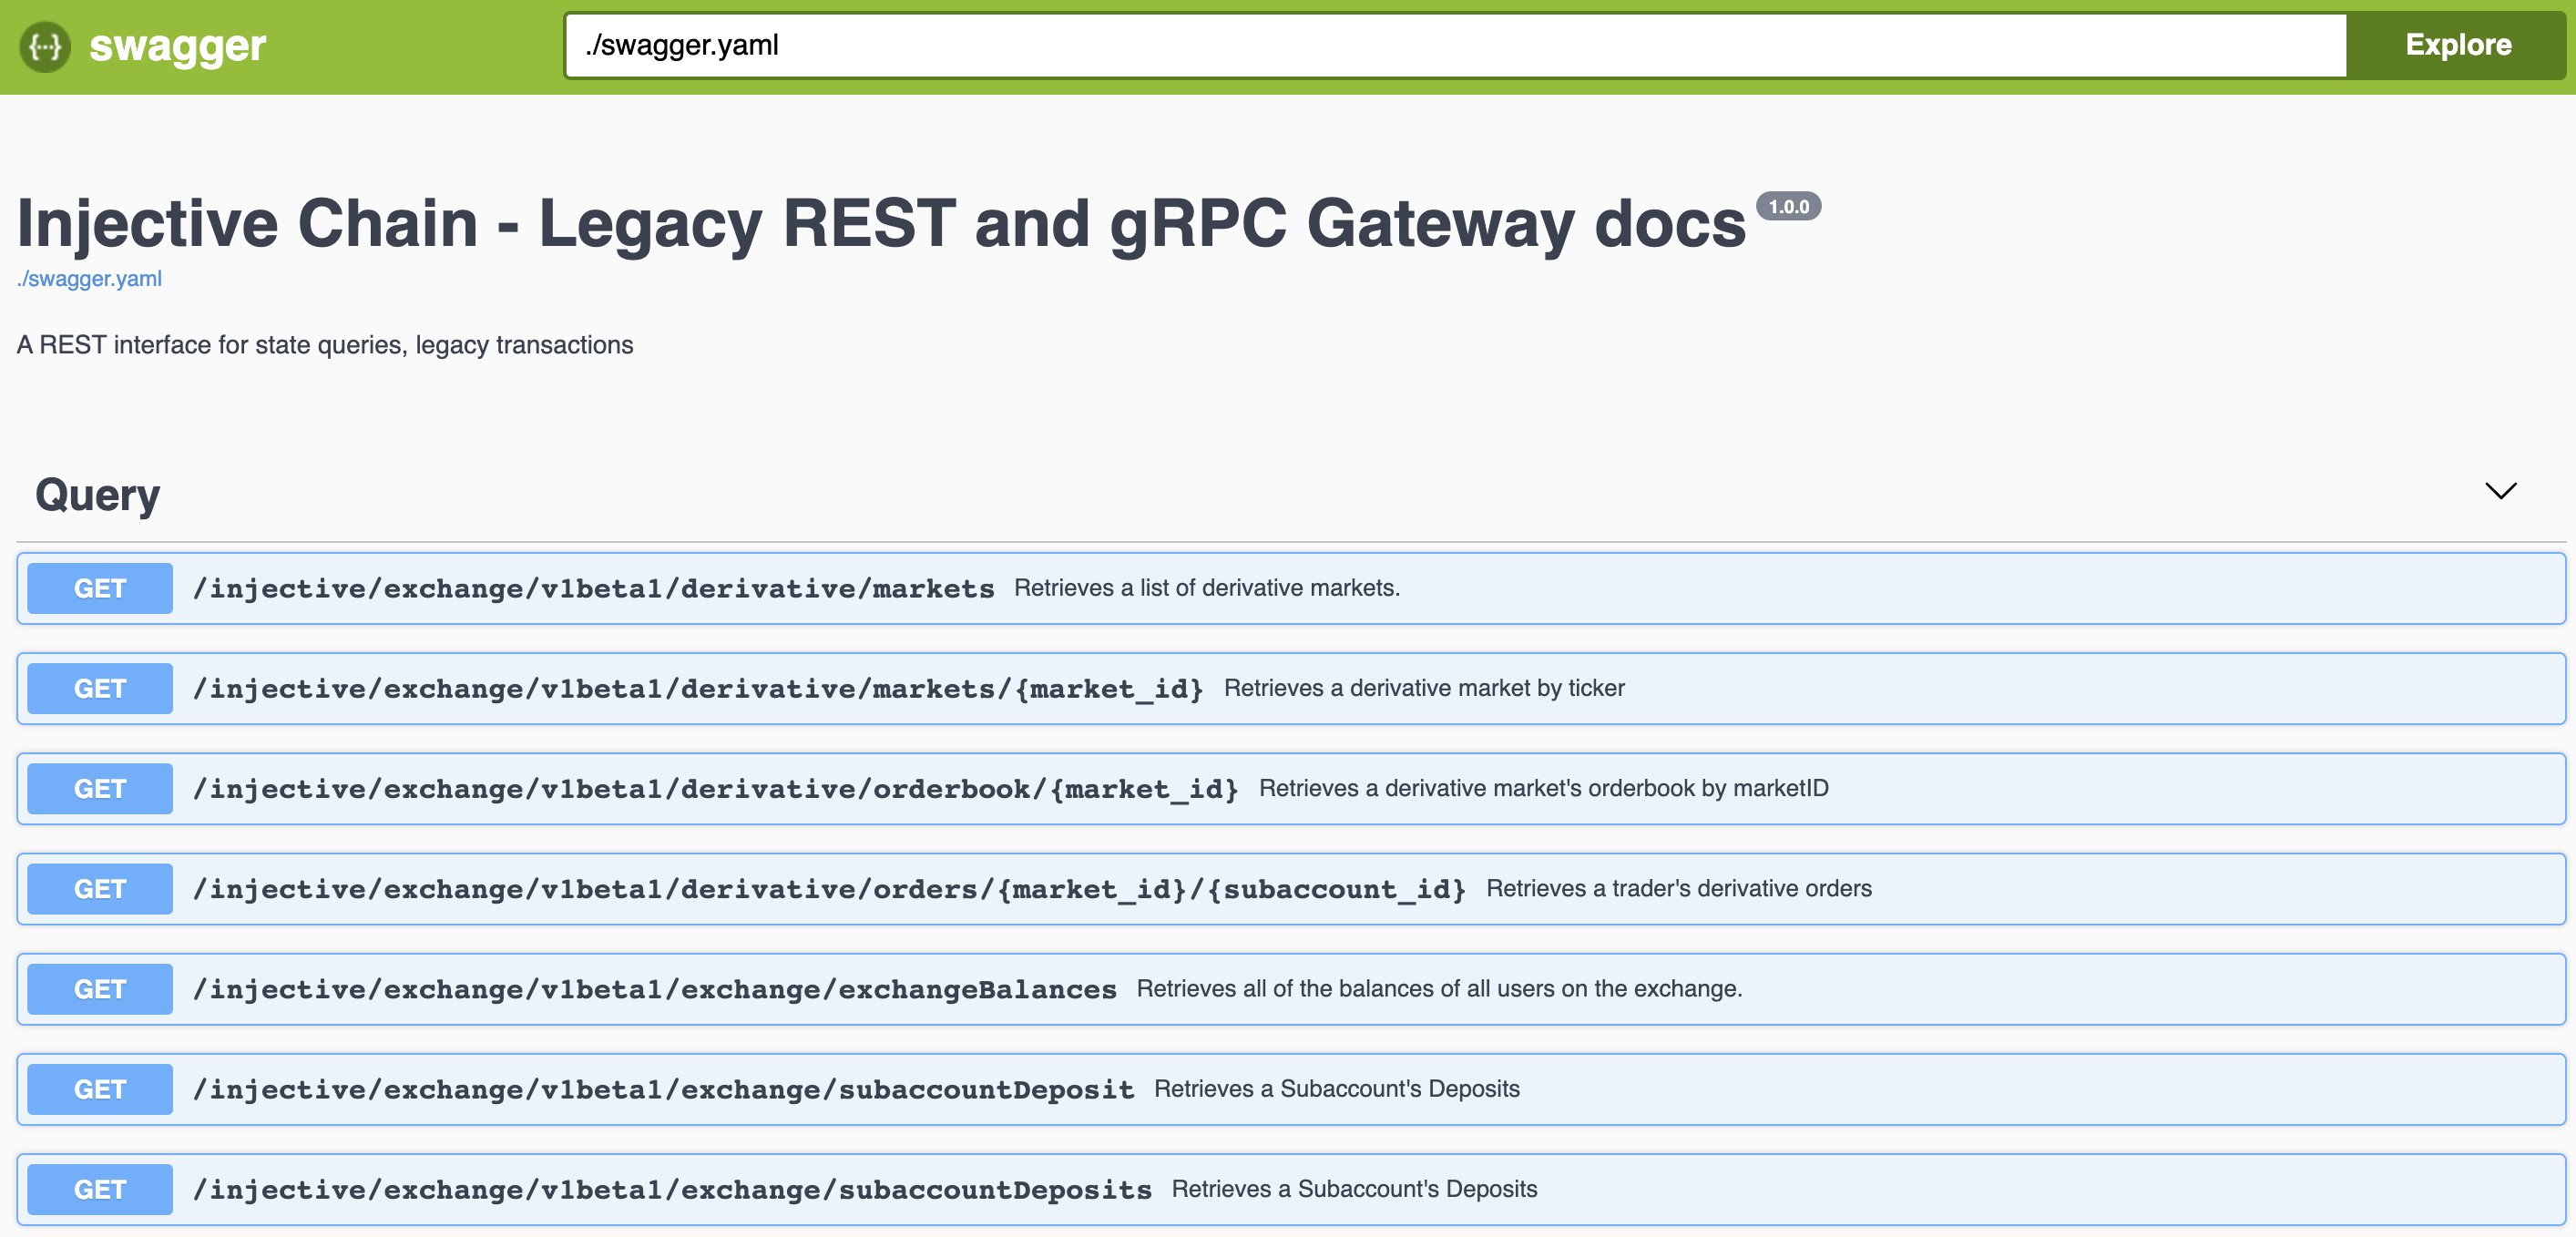 {...} swagger ./swagger.yaml Explore
Injective Chain - Legacy REST and gRPC Gateway docs 1.0.0
./swagger.yaml
A REST interface for state queries, legacy transactions
Query
GET /injective/exchange/v1beta1/derivative/markets Retrieves a list of derivative markets.
GET /injective/exchange/v1beta1/derivative/markets/{market_id} Retrieves a derivative market by ticker
GET /injective/exchange/v1beta1/derivative/orderbook/{market_id} Retrieves a derivative market's orderbook by marketID
GET /injective/exchange/v1beta1/derivative/orders/{market_id}/{subaccount_id} Retrieves a trader's derivative orders
GET /injective/exchange/v1beta1/exchange/exchangeBalances Retrieves all of the balances of all users on the exchange.
GET /injective/exchange/v1beta1/exchange/subaccountDeposit Retrieves a Subaccount's Deposits
GET /injective/exchange/v1beta1/exchange/subaccountDeposits Retrieves a Subaccount's Deposits